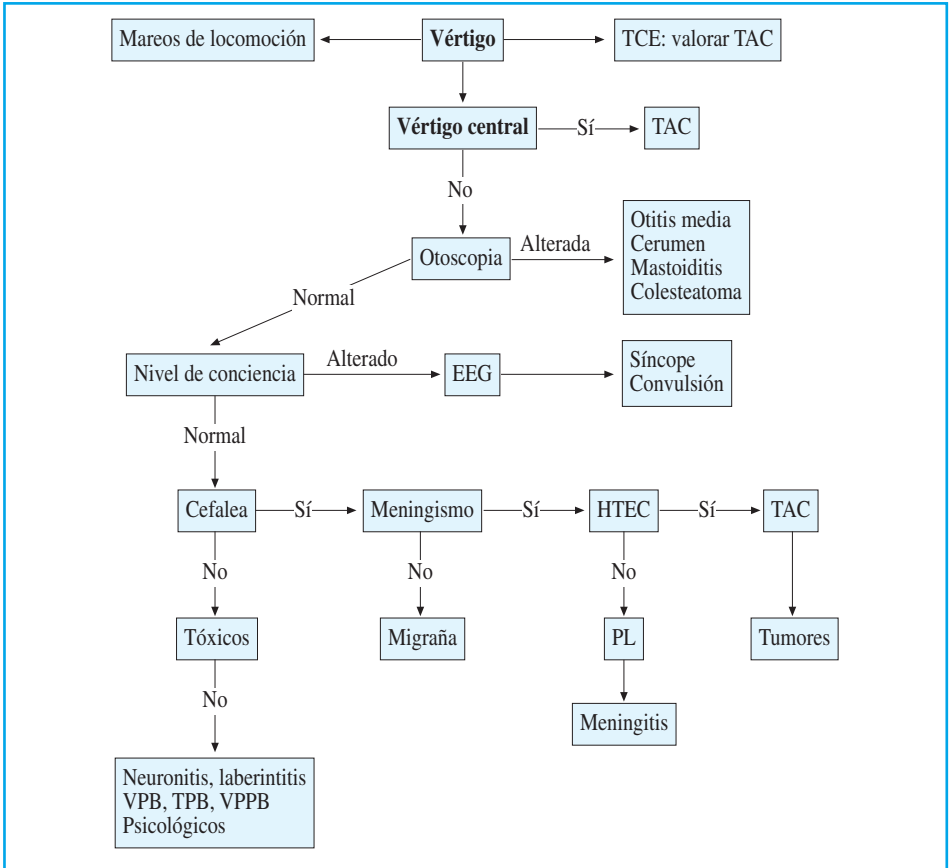 Mareos de locomoción
Vértigo
TCE: valorar TAC
Vértigo central
Sí
TAC
No
Otoscopia
Alterada
Otitis media
Cerumen
Mastoiditis
Colesteatoma
Normal
Nivel de conciencia
Alterado
EEG
Síncope
Convulsión
Normal
Cefalea
Sí
Meningismo
Sí
HTEC
Sí
TAC
No
No
No
Tóxicos
Migraña
PL
Tumores
No
Meningitis
Neuronitis, laberintitis
VPB, TPB, VPPB
Psicológicos